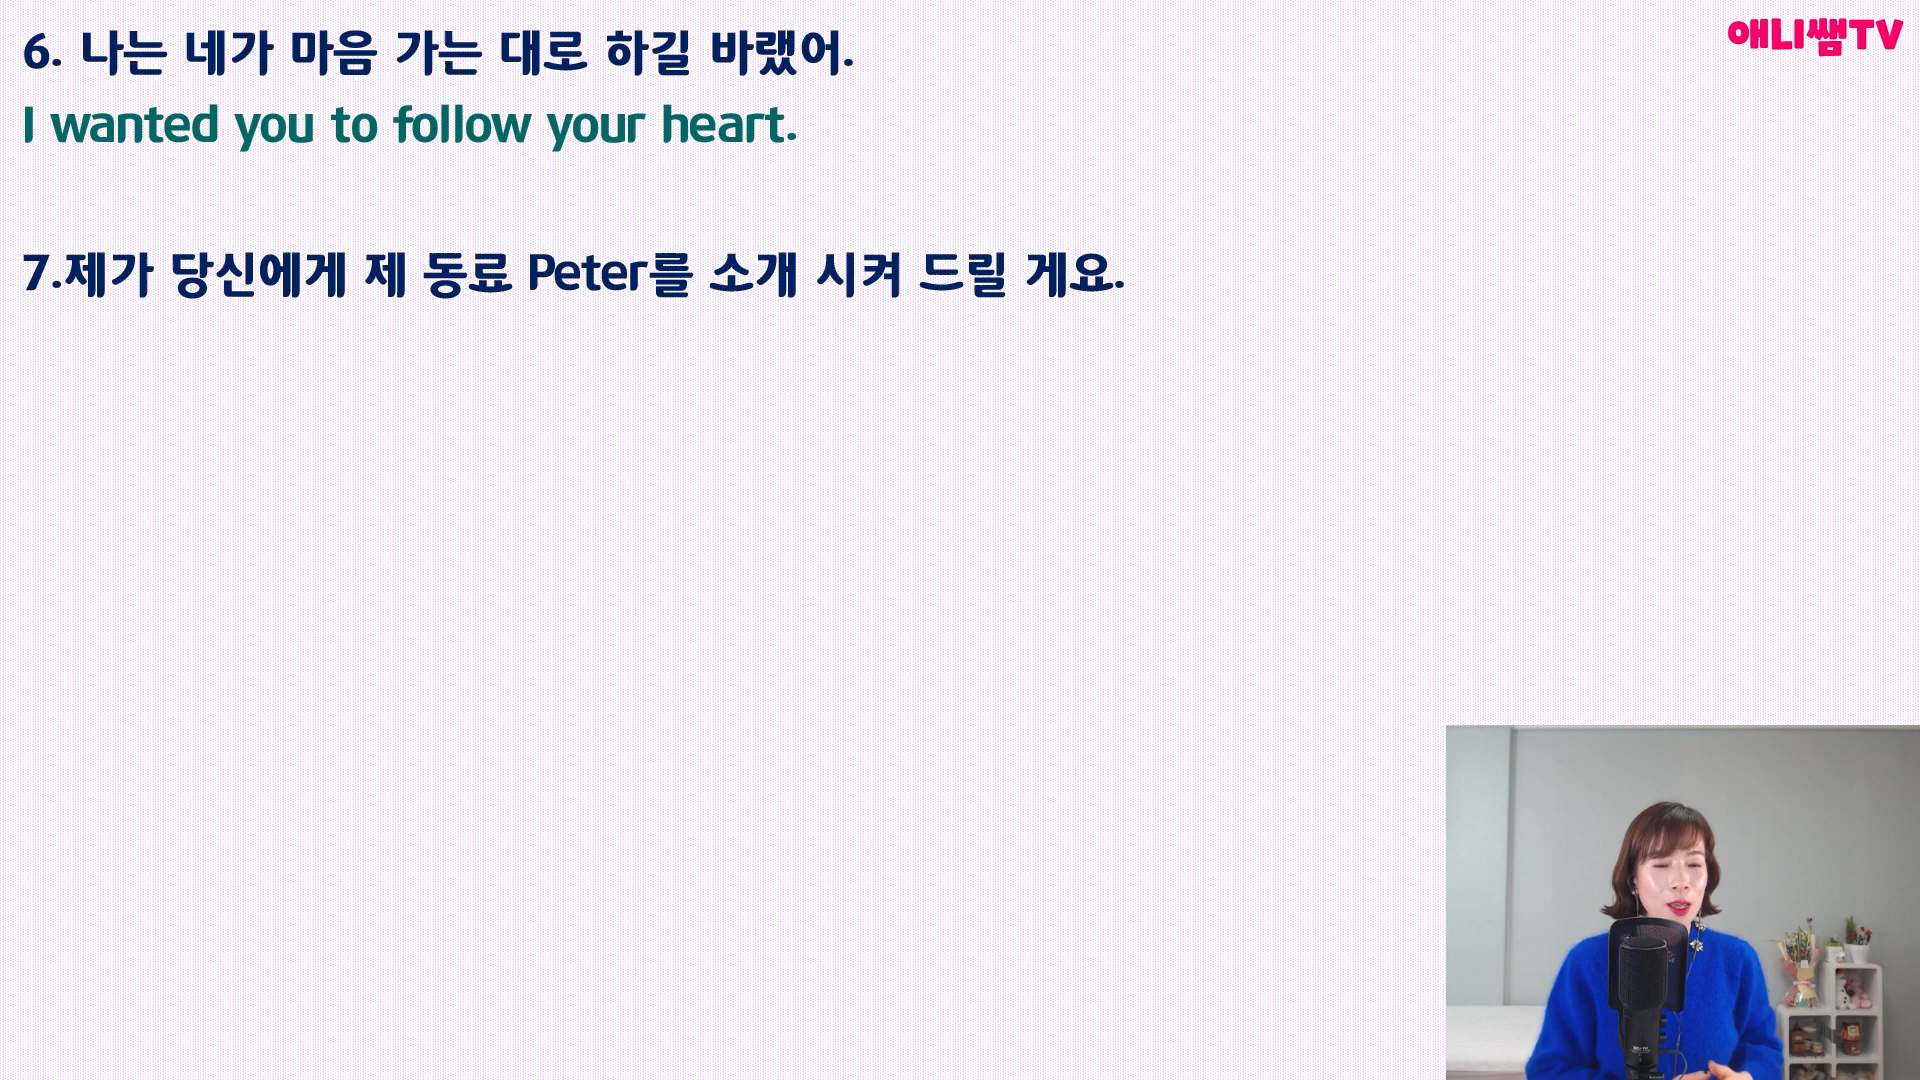 애니쌤TV
6. 나는 네가 마음 가는 대로 하길 바랬어.
I wanted you to follow your heart.
7.제가 당신에게 제 동료 Peter를 소개 시켜 드릴 게요.